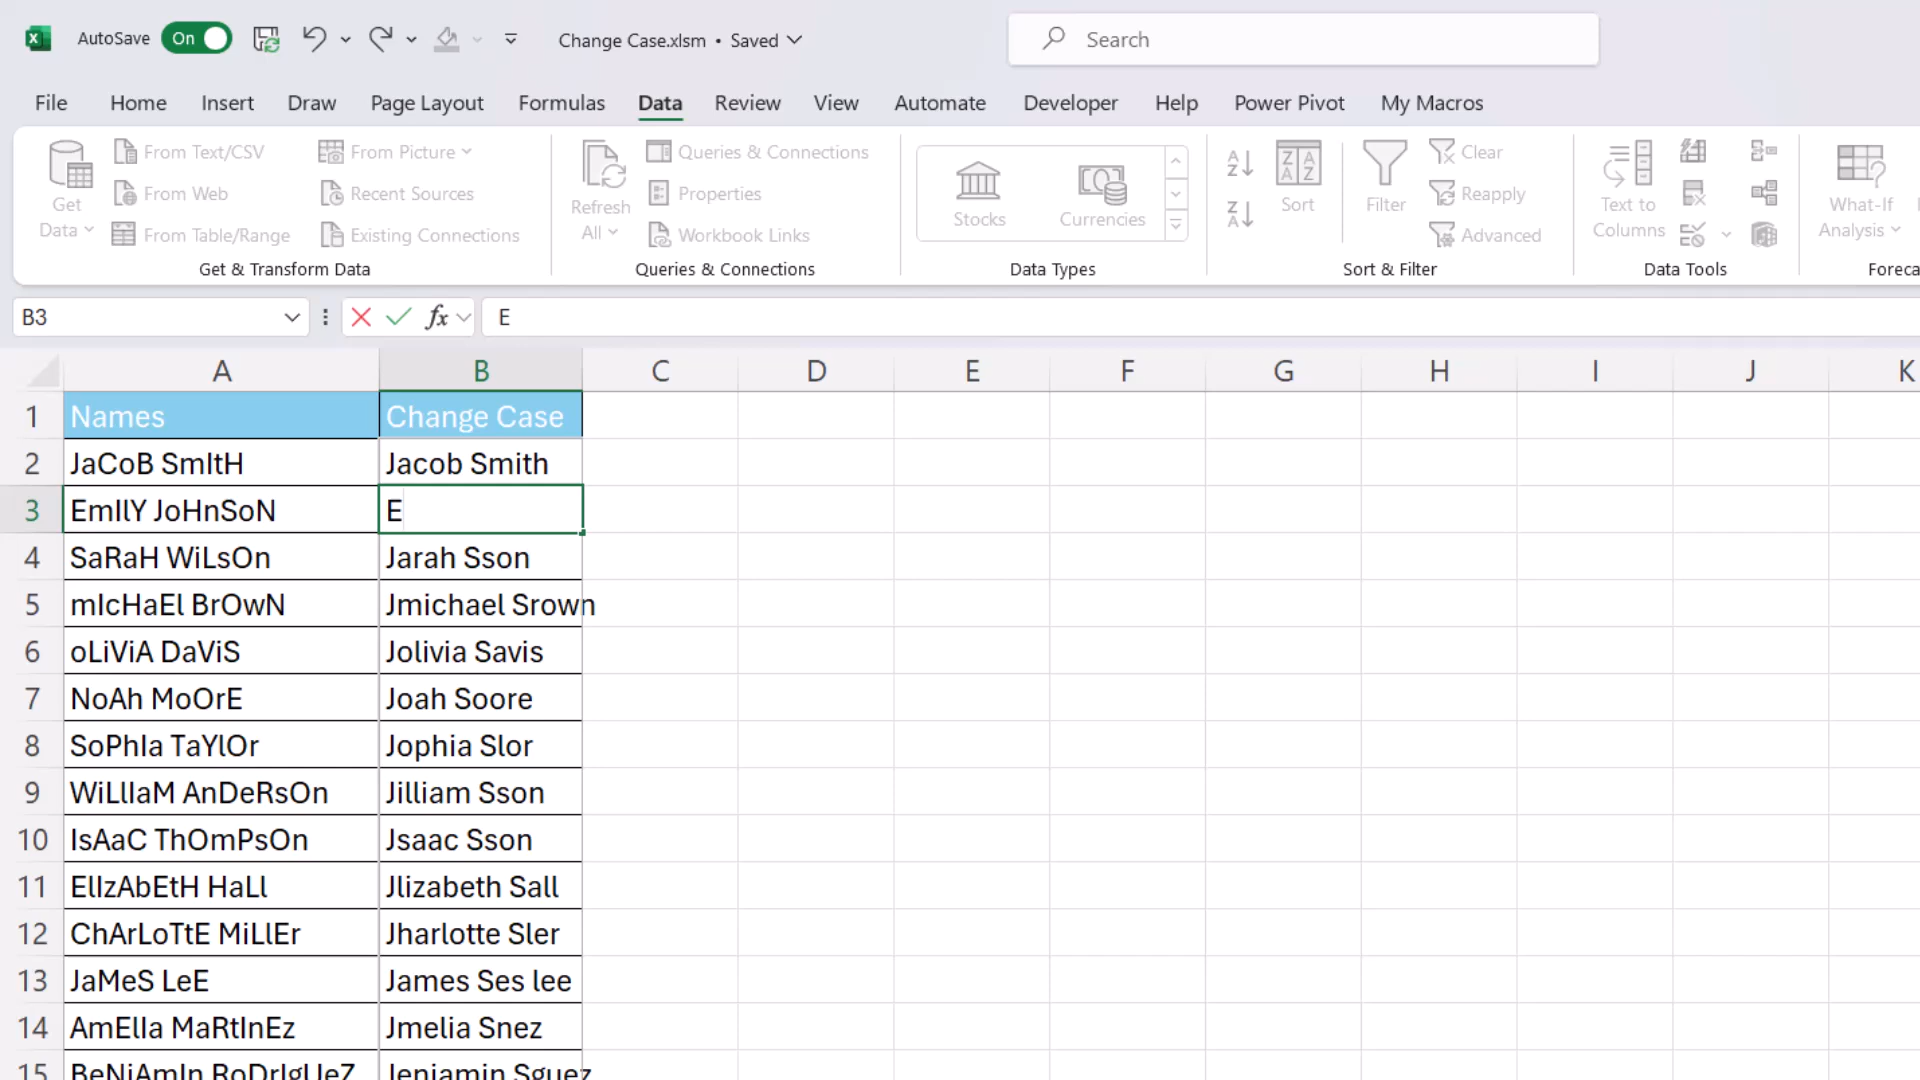 AutoSave On Change Case.xlsm • Saved Search
File Home Insert Draw Page Layout Formulas Data Review View Automate Developer Help Power Pivot My Macros
Get Data
From Text/CSV
From Web
From Table/Range
From Picture
Recent Sources
Existing Connections
Get & Transform Data
Refresh All
Queries & Connections
Properties
Workbook Links
Queries & Connections
Stocks
Currencies
Data Types
Sort
Filter
Clear
Reapply
Advanced
Sort & Filter
Text to Columns
Data Tools
What-If Analysis
Foreca
B3 fx E
A B C D E F G H I J K
1 Names Change Case
2 JaCoB SmItH Jacob Smith
3 EmIlY JoHnSoN E
4 SaRaH WiLsOn Jarah Sson
5 mIcHaEl BrOwN Jmichael Srown
6 oLiViA DaViS Jolivia Savis
7 NoAh MoOrE Joah Soore
8 SoPhIa TaYlOr Jophia Slor
9 WiLlIaM AnDeRsOn Jilliam Sson
10 IsAaC ThOmPsOn Jsaac Sson
11 ElIzAbEtH HaLl Jlizabeth Sall
12 ChArLoTtE MiLlEr Jharlotte Sler
13 JaMeS LeE James Ses lee
14 AmElIa MaRtInEz Jmelia Snez
15 BeNjAmIn RoDrIgUeZ Jenjamin Sguez